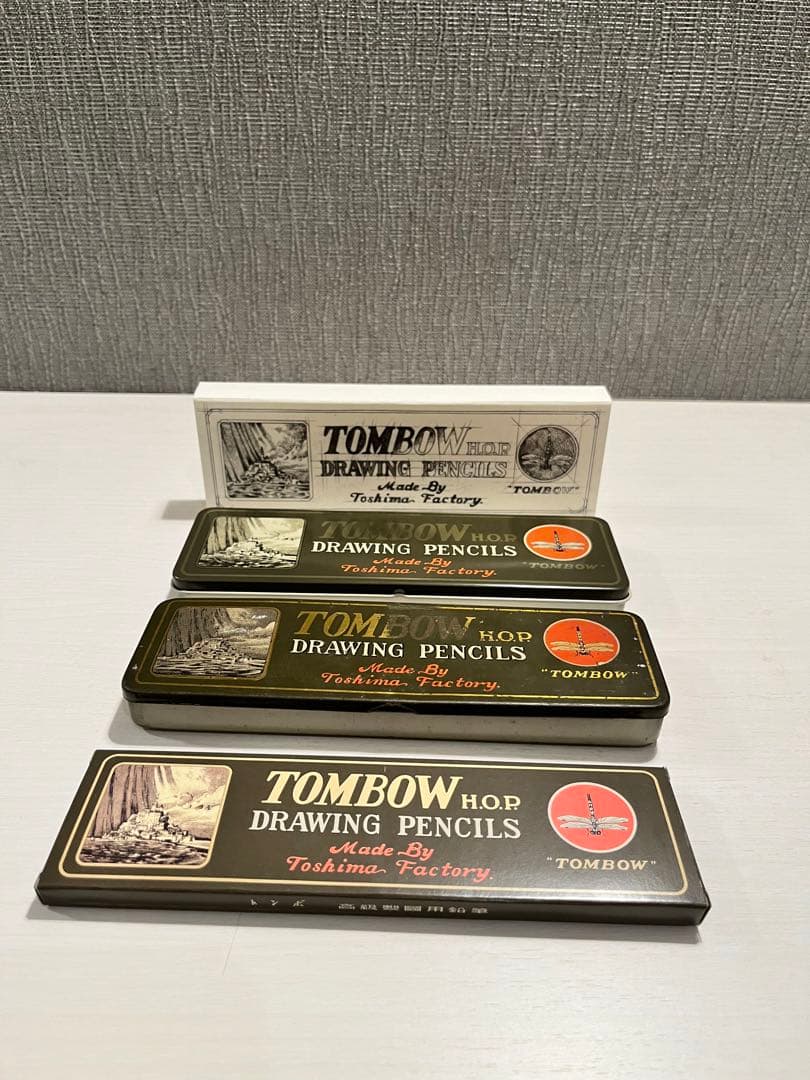 TOMBOW H.O.P.
DRAWING PENCILS
Made By
Toshima Factory.
"TOMBOW"
TOMBOW H.O.P.
DRAWING PENCILS
Made By
Toshima Factory.
"TOMBOW"
TOMBOW H.O.P.
DRAWING PENCILS
Made By
Toshima Factory.
"TOMBOW"
TOMBOW H.O.P.
DRAWING PENCILS
Made By
Toshima Factory.
"TOMBOW"
トンボ 高級製圖用鉛筆